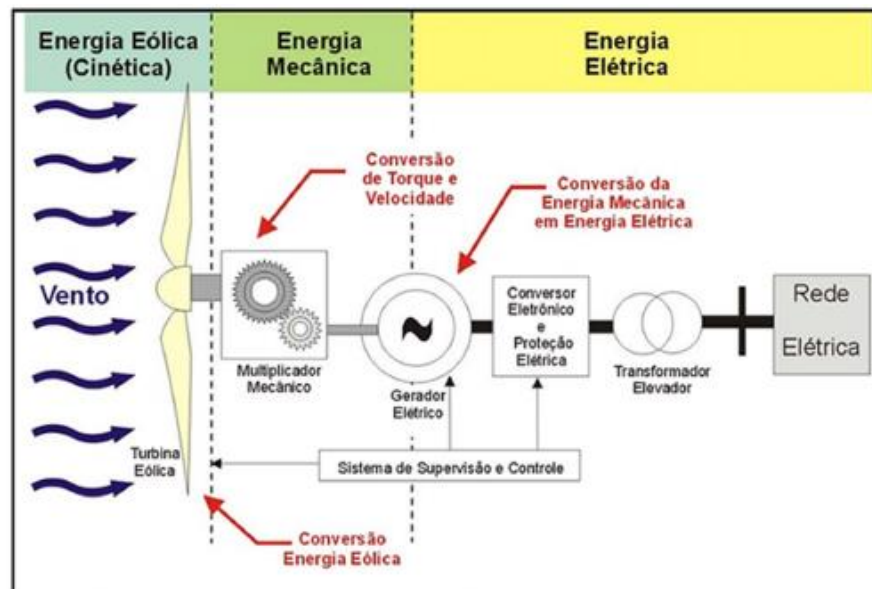 Energia Eólica
(Cinética)
Energia
Mecânica
Energia
Elétrica
Conversão
de Torque e
Velocidade
Conversão da
Energia Mecânica
em Energia Elétrica
Vento
Conversor
Eletrônico
e
Proteção
Elétrica
Rede
Elétrica
Multiplicador
Mecânico
Gerador
Elétrico
Transformador
Elevador
Turbina
Eólica
Sistema de Supervisão e Controle
Conversão
Energia Eólica